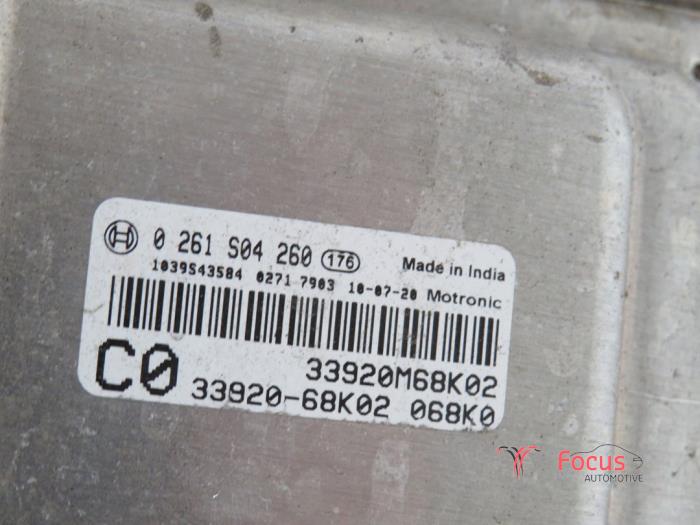 0 261 S04 260 176 Made in India
1039S43584 0271 7903 10-07-20 Motronic
33920M68K02
C0 33920-68K02 068K0
Focus
AUTOMOTIVE